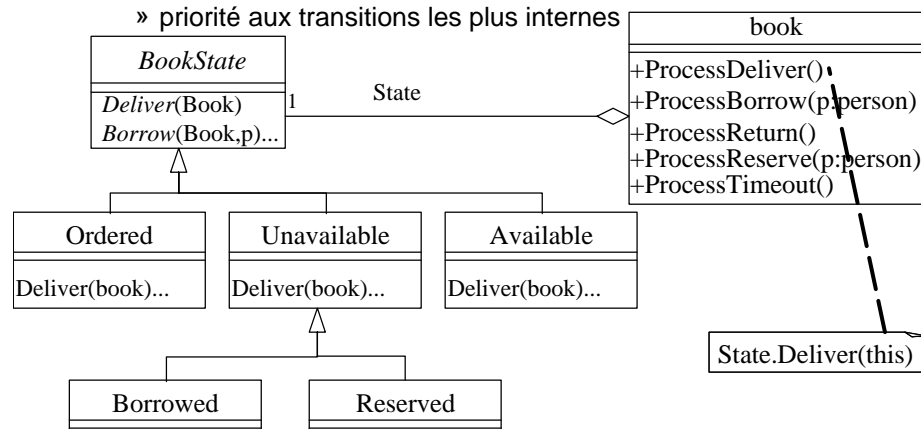 » priorité aux transitions les plus internes
BookState
Deliver(Book)
Borrow(Book,p)...
1
State
book
+ProcessDeliver()
+ProcessBorrow(p:person)
+ProcessReturn()
+ProcessReserve(p:person)
+ProcessTimeout()
Ordered
Deliver(book)...
Unavailable
Deliver(book)...
Available
Deliver(book)...
State.Deliver(this)
Borrowed
Reserved